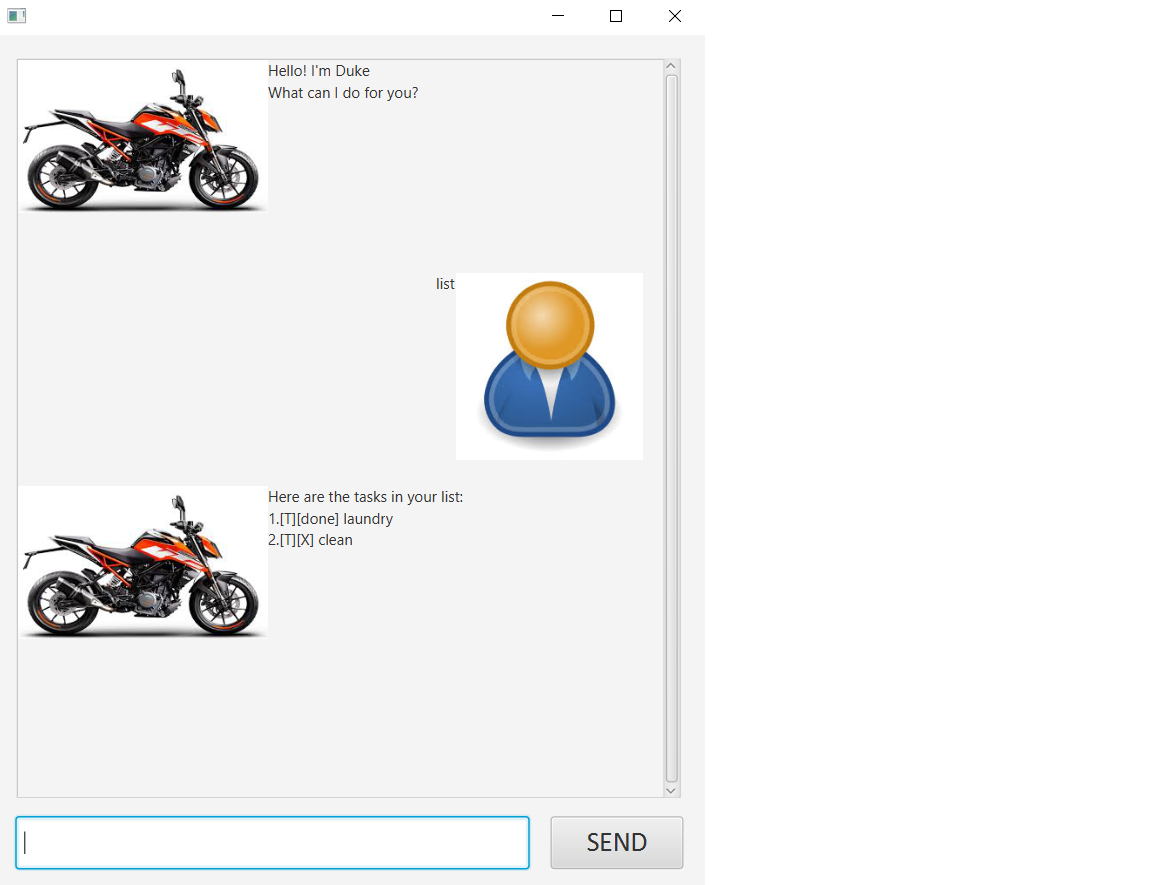 Hello! I'm Duke
What can I do for you?
list
Here are the tasks in your list:
1.[T][done] laundry
2.[T][X] clean
SEND